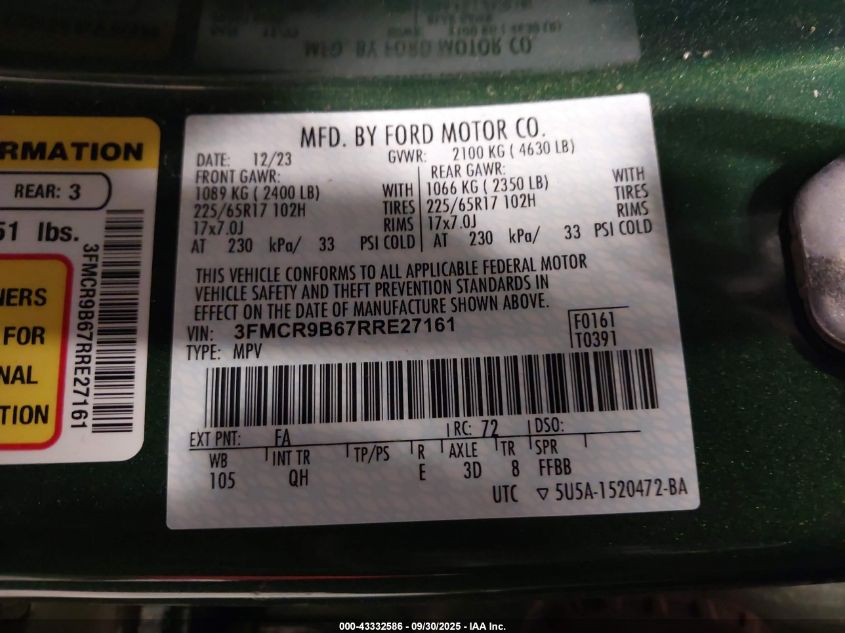 MFG. BY FORD MOTOR CO.
RMATION
REAR: 3
51 lbs.
NERS
FOR
NAL
TION
3FMCR9B67RRE27161
MFD. BY FORD MOTOR CO.
DATE: 12/23 GVWR: 2100 KG ( 4630 LB)
FRONT GAWR: REAR GAWR:
1089 KG ( 2400 LB) WITH 1066 KG ( 2350 LB) WITH
225/65R17 102H TIRES 225/65R17 102H TIRES
17x7.0J RIMS 17x7.0J RIMS
AT 230 kPa/ 33 PSI COLD AT 230 kPa/ 33 PSI COLD
THIS VEHICLE CONFORMS TO ALL APPLICABLE FEDERAL MOTOR
VEHICLE SAFETY AND THEFT PREVENTION STANDARDS IN
EFFECT ON THE DATE OF MANUFACTURE SHOWN ABOVE.
VIN: 3FMCR9B67RRE27161 F0161
TYPE: MPV T0391
EXT PNT: FA RC: 72 DSO:
WB INT TR TP/PS R AXLE TR SPR
105 QH E 3D 8 FFBB
UTC ▽ 5U5A-1520472-BA
000-43332586 - 09/30/2025 - IAA Inc.